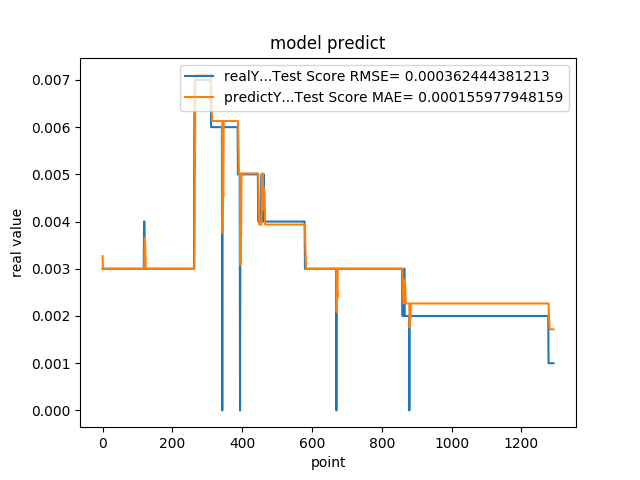 model predict
realY...Test Score RMSE= 0.000362444381213
predictY...Test Score MAE= 0.000155977948159
real value
0.007
0.006
0.005
0.004
0.003
0.002
0.001
0.000
0 200 400 600 800 1000 1200
point